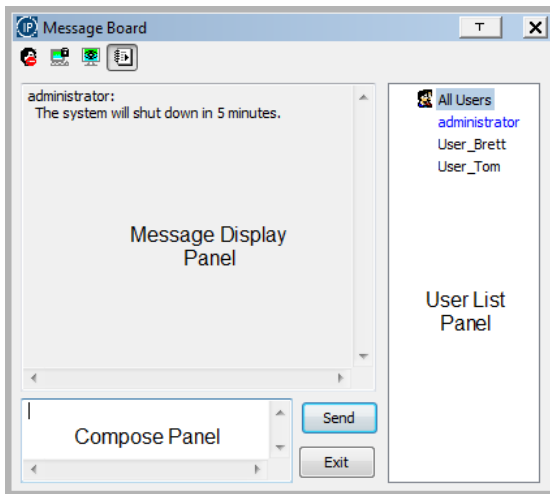 IP Message Board
T
X
administrator:
The system will shut down in 5 minutes.
Message Display
Panel
All Users
administrator
User_Brett
User_Tom
User List
Panel
Compose Panel
Send
Exit